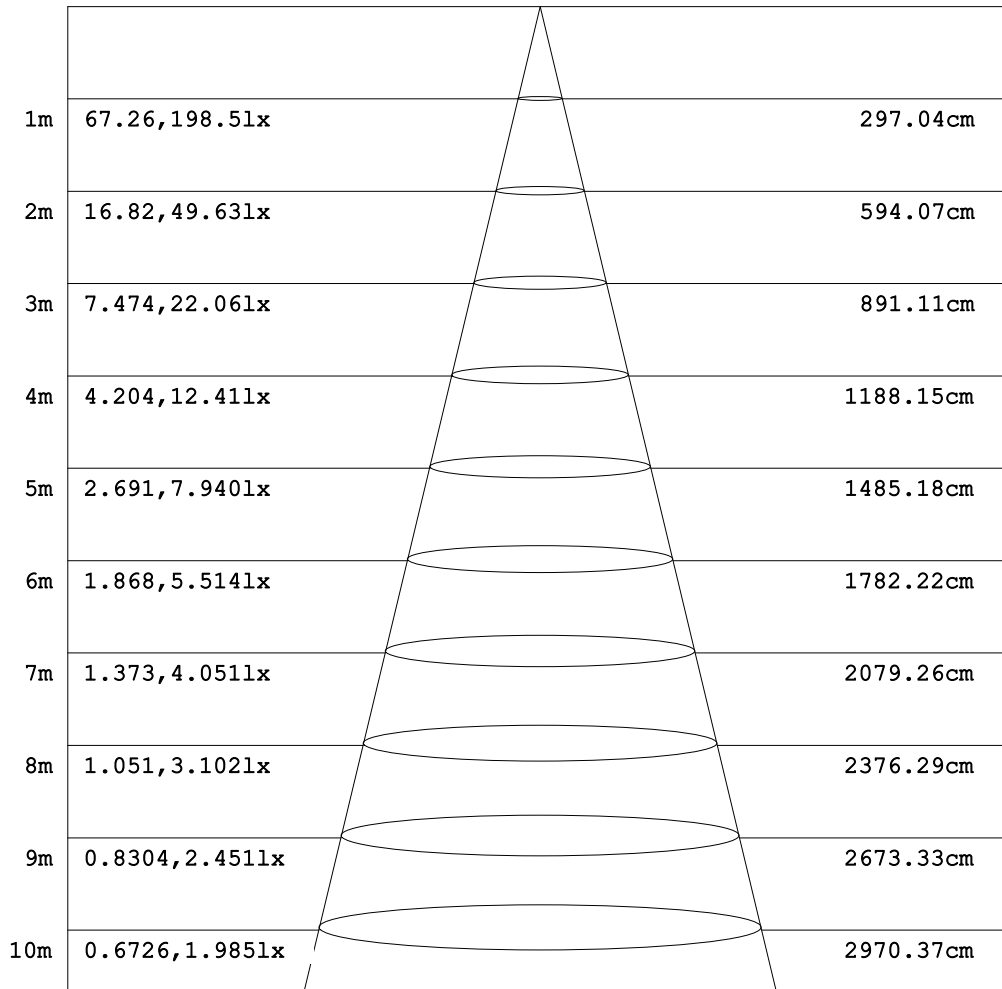 1m 67.26,198.5lx 297.04cm
2m 16.82,49.63lx 594.07cm
3m 7.474,22.06lx 891.11cm
4m 4.204,12.41lx 1188.15cm
5m 2.691,7.940lx 1485.18cm
6m 1.868,5.514lx 1782.22cm
7m 1.373,4.051lx 2079.26cm
8m 1.051,3.102lx 2376.29cm
9m 0.8304,2.451lx 2673.33cm
10m 0.6726,1.985lx 2970.37cm